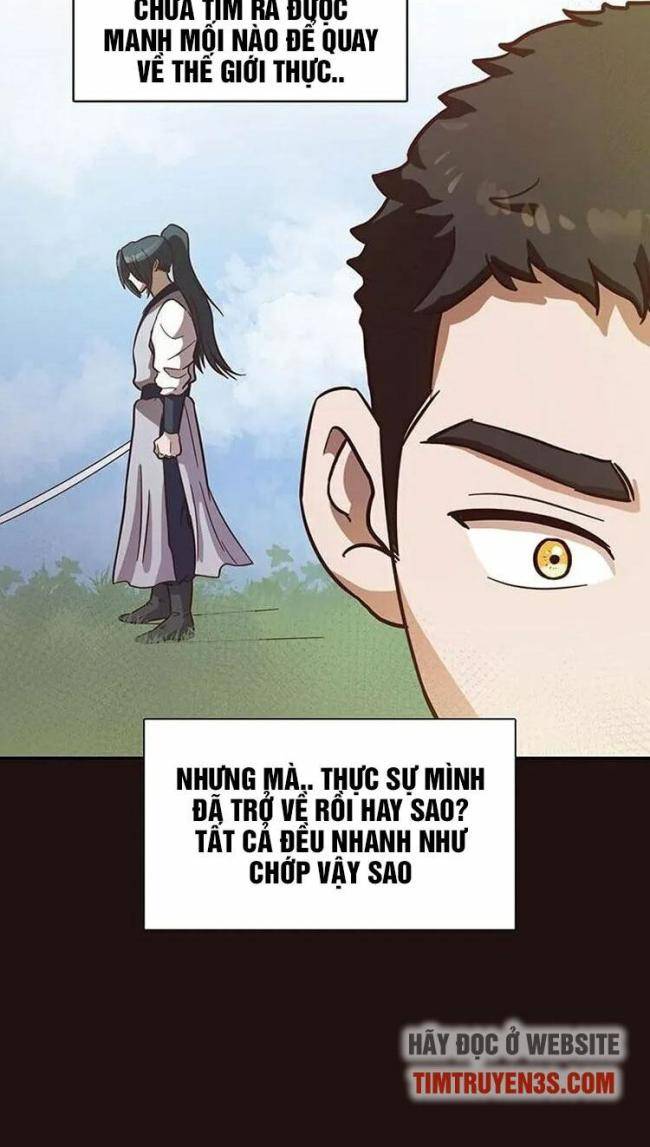 CHƯA TÌM RA ĐƯỢC
MANH MỐI NÀO ĐỂ QUAY
VỀ THẾ GIỚI THỰC..
NHƯNG MÀ.. THỰC SỰ MÌNH
ĐÃ TRỞ VỀ RỒI HAY SAO?
TẤT CẢ ĐỀU NHANH NHƯ
CHỚP VẬY SAO
HÃY ĐỌC Ở WEBSITE
TIMTRUYEN3S.COM